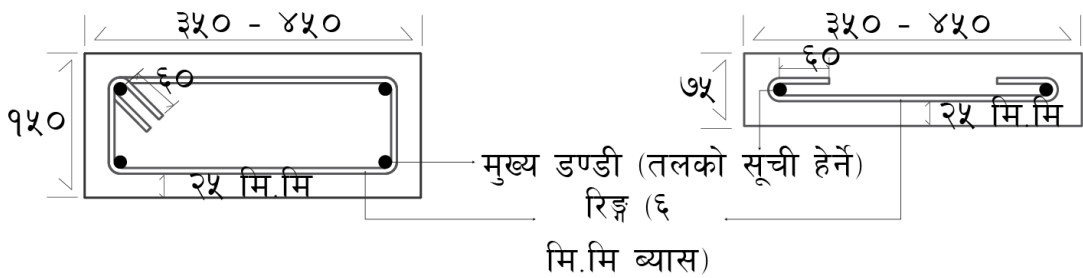 ३५० - ४५०
३५० - ४५०
६०
६०
१५०
७५
२५ मि.मि
२५ मि.मि
मुख्य डण्डी (तलको सूची हेर्ने)
रिङ्ग (६
मि.मि ब्यास)